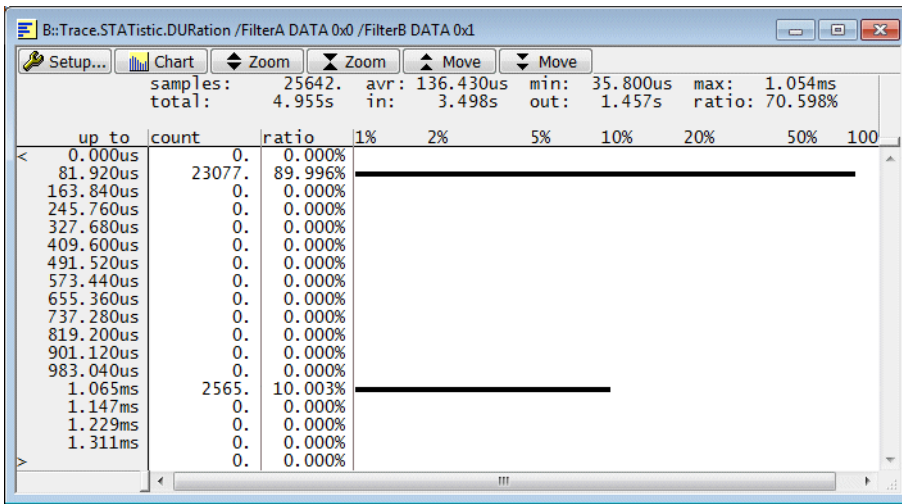 B::Trace.STATistic.DURation /FilterA DATA 0x0 /FilterB DATA 0x1
Setup... Chart Zoom Zoom Move Move
samples: 25642. avr: 136.430us min: 35.800us max: 1.054ms
total: 4.955s in: 3.498s out: 1.457s ratio: 70.598%
up to count ratio 1% 2% 5% 10% 20% 50% 100
< 0.000us 0. 0.000%
81.920us 23077. 89.996%
163.840us 0. 0.000%
245.760us 0. 0.000%
327.680us 0. 0.000%
409.600us 0. 0.000%
491.520us 0. 0.000%
573.440us 0. 0.000%
655.360us 0. 0.000%
737.280us 0. 0.000%
819.200us 0. 0.000%
901.120us 0. 0.000%
983.040us 0. 0.000%
1.065ms 2565. 10.003%
1.147ms 0. 0.000%
1.229ms 0. 0.000%
1.311ms 0. 0.000%
> 0. 0.000%